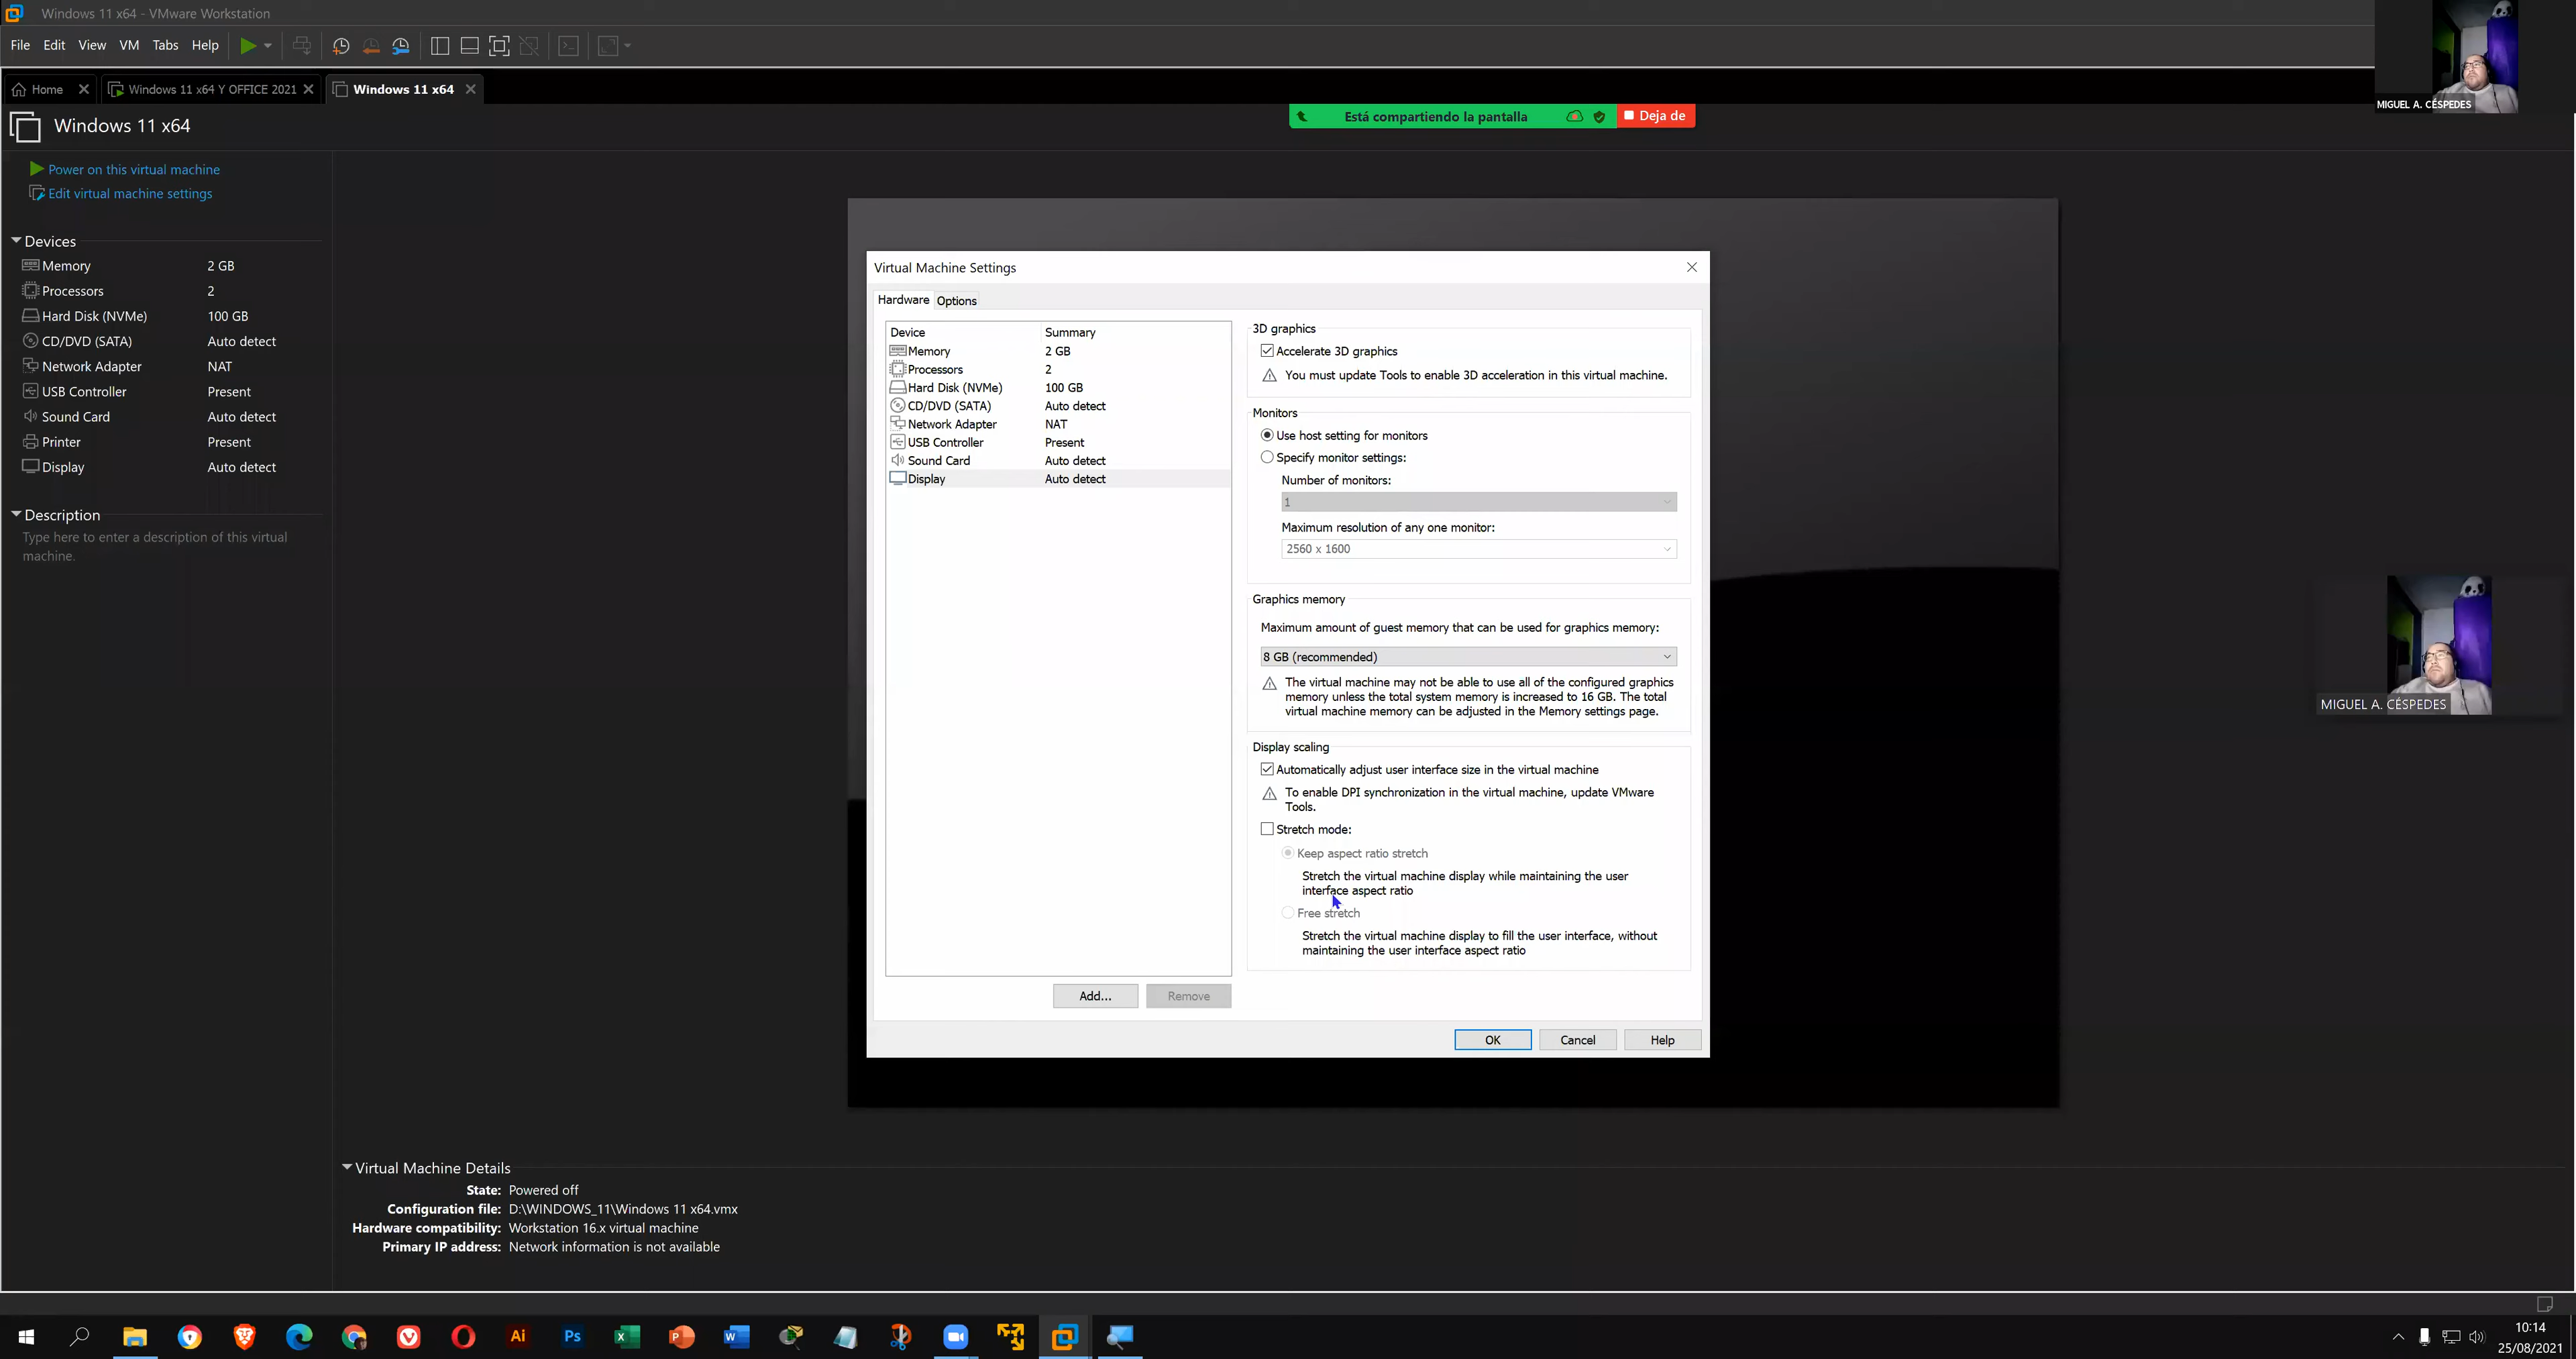 Windows 11 x64 - VMware Workstation
File Edit View VM Tabs Help
Home
Windows 11 x64 Y OFFICE 2021
Windows 11 x64
MIGUEL A. CÉSPEDES
Está compartiendo la pantalla
Deja de
Windows 11 x64
Power on this virtual machine
Edit virtual machine settings
Devices
Memory 2 GB
Processors 2
Hard Disk (NVMe) 100 GB
CD/DVD (SATA) Auto detect
Network Adapter NAT
USB Controller Present
Sound Card Auto detect
Printer Present
Display Auto detect
Description
Type here to enter a description of this virtual
machine.
Virtual Machine Settings
Hardware Options
Device Summary
Memory 2 GB
Processors 2
Hard Disk (NVMe) 100 GB
CD/DVD (SATA) Auto detect
Network Adapter NAT
USB Controller Present
Sound Card Auto detect
Display Auto detect
Add... Remove
3D graphics
Accelerate 3D graphics
You must update Tools to enable 3D acceleration in this virtual machine.
Monitors
Use host setting for monitors
Specify monitor settings:
Number of monitors:
1
Maximum resolution of any one monitor:
2560 x 1600
Graphics memory
Maximum amount of guest memory that can be used for graphics memory:
8 GB (recommended)
The virtual machine may not be able to use all of the configured graphics
memory unless the total system memory is increased to 16 GB. The total
virtual machine memory can be adjusted in the Memory settings page.
Display scaling
Automatically adjust user interface size in the virtual machine
To enable DPI synchronization in the virtual machine, update VMware
Tools.
Stretch mode:
Keep aspect ratio stretch
Stretch the virtual machine display while maintaining the user
interface aspect ratio
Free stretch
Stretch the virtual machine display to fill the user interface, without
maintaining the user interface aspect ratio
OK Cancel Help
MIGUEL A. CÉSPEDES
Virtual Machine Details
State: Powered off
Configuration file: D:\WINDOWS_11\Windows 11 x64.vmx
Hardware compatibility: Workstation 16.x virtual machine
Primary IP address: Network information is not available
Ai
Ps
10:14
25/08/2021